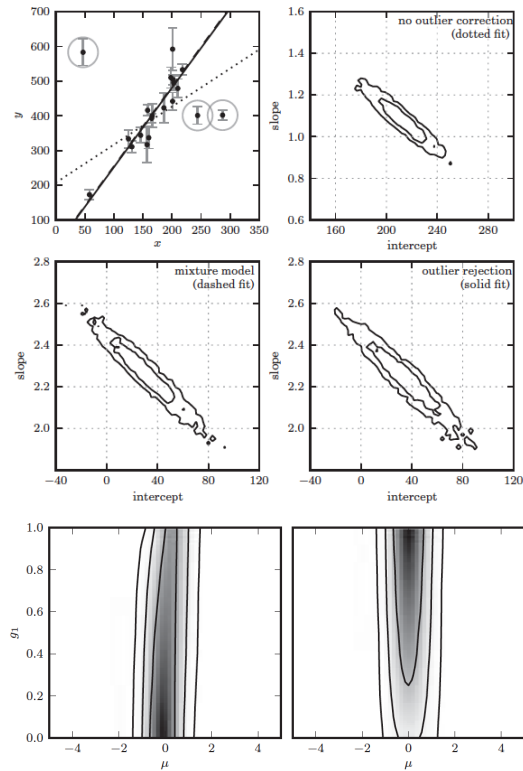 700
600
500
400
300
200
100
y
0 50 100 150 200 250 300 350
x
1.6
1.4
1.2
1.0
0.8
0.6
slope
no outlier correction
(dotted fit)
160 200 240 280
intercept
2.8
2.6
2.4
2.2
2.0
slope
mixture model
(dashed fit)
−40 0 40 80 120
intercept
2.8
2.6
2.4
2.2
2.0
slope
outlier rejection
(solid fit)
−40 0 40 80 120
intercept
1.0
0.8
0.6
0.4
0.2
0.0
g1
−4 −2 0 2 4
μ
−4 −2 0 2 4
μ